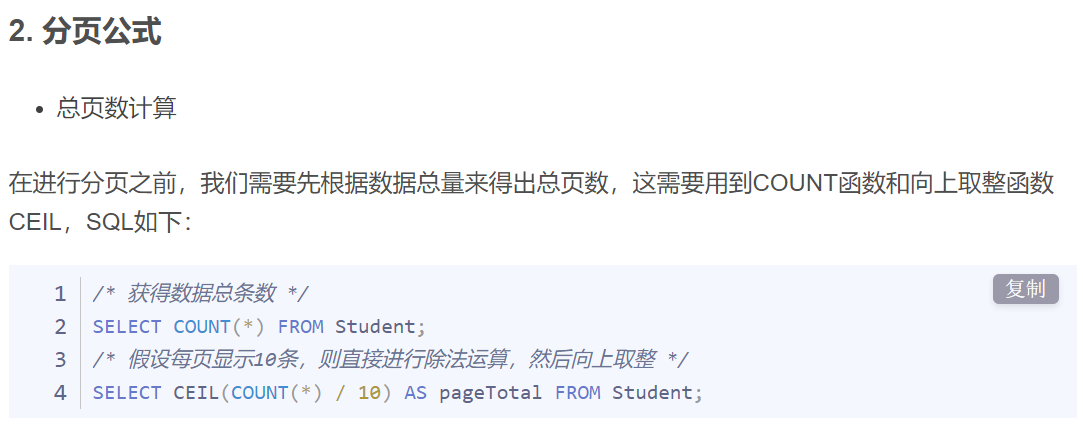 2. 分页公式
• 总页数计算
在进行分页之前，我们需要先根据数据总量来得出总页数，这需要用到COUNT函数和向上取整函数
CEIL，SQL如下：
复制
1 /* 获得数据总条数 */
2 SELECT COUNT(*) FROM Student;
3 /* 假设每页显示10条，则直接进行除法运算，然后向上取整 */
4 SELECT CEIL(COUNT(*) / 10) AS pageTotal FROM Student;